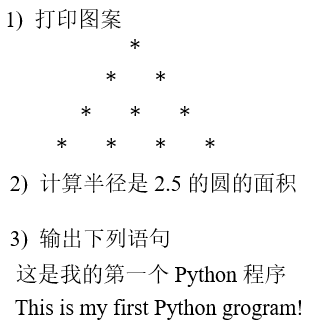 1) 打印图案
*
* *
* * *
* * * *
2) 计算半径是 2.5 的圆的面积
3) 输出下列语句
这是我的第一个 Python 程序
This is my first Python grogram!